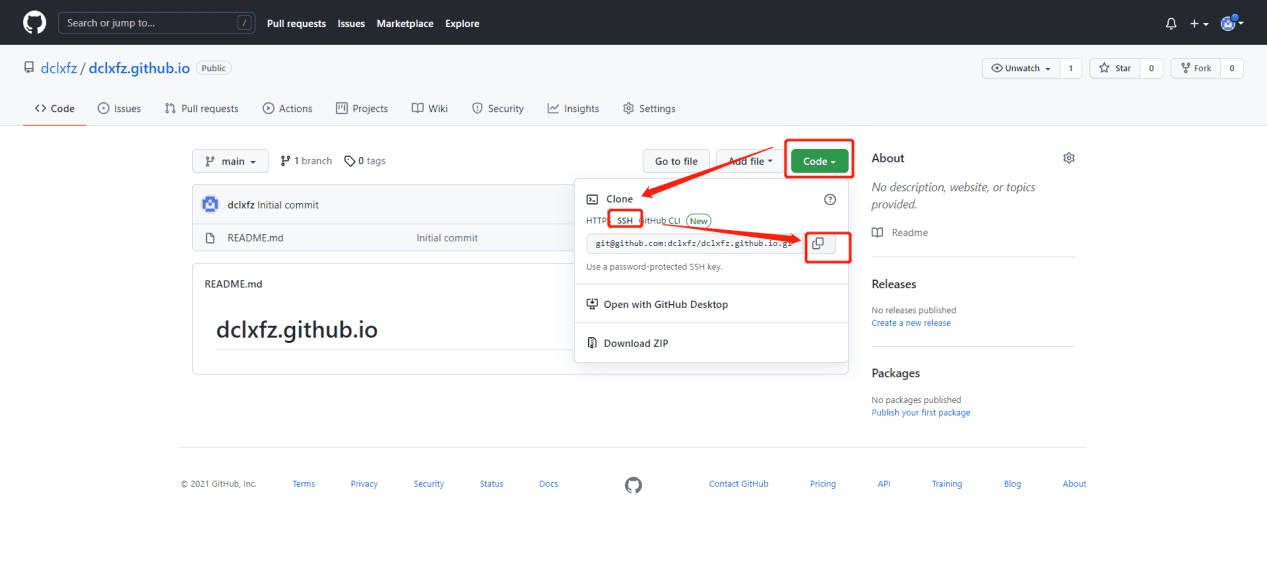 Search or jump to... / Pull requests Issues Marketplace Explore
dclxfz / dclxfz.github.io Public Unwatch 1 Star 0 Fork 0
Code Issues Pull requests Actions Projects Wiki Security Insights Settings
main 1 branch 0 tags Go to file Add file Code
About
No description, website, or topics
provided.
Readme
Releases
No releases published
Create a new release
Packages
No packages published
Publish your first package
dclxfz Initial commit
README.md Initial commit
README.md
dclxfz.github.io
Clone
HTTPS SSH GitHub CLI New
git@github.com:dclxfz/dclxfz.github.io.gi
Use a password-protected SSH key.
Open with GitHub Desktop
Download ZIP
© 2021 GitHub, Inc. Terms Privacy Security Status Docs Contact GitHub Pricing API Training Blog About